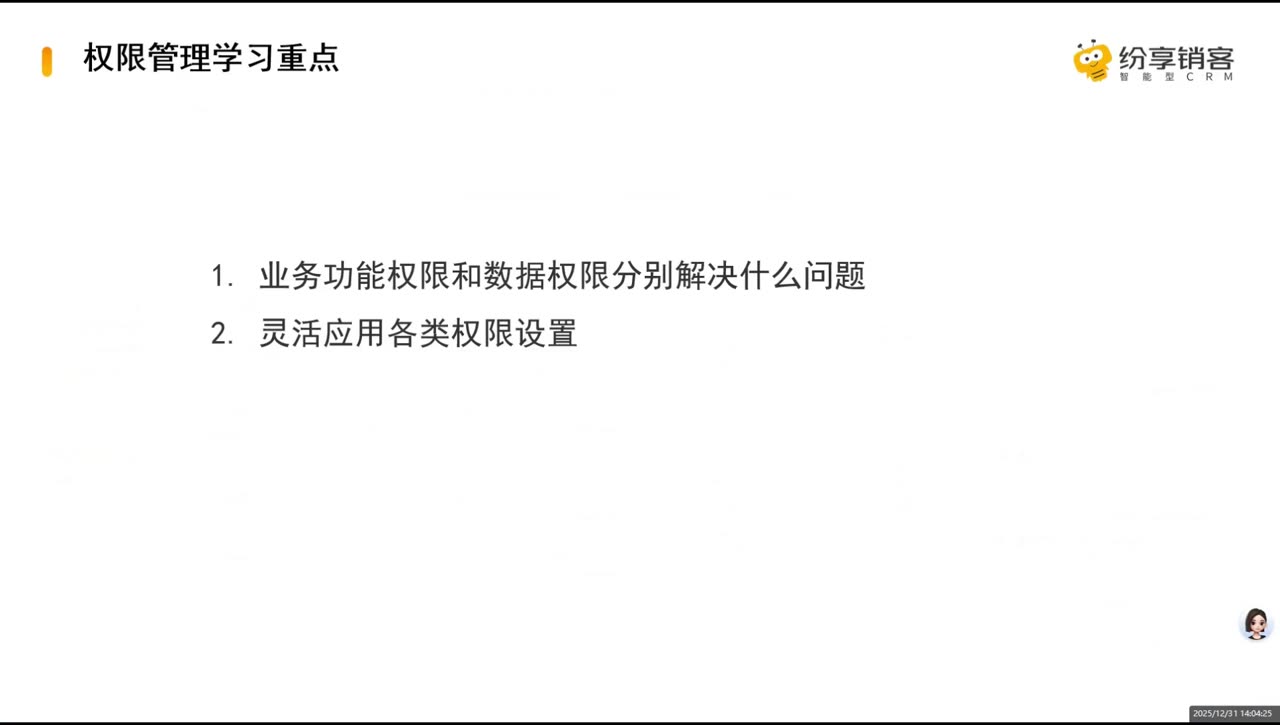 权限管理学习重点
纷享销客
智能型CRM
1. 业务功能权限和数据权限分别解决什么问题
2. 灵活应用各类权限设置
2025/12/31 14:04:25